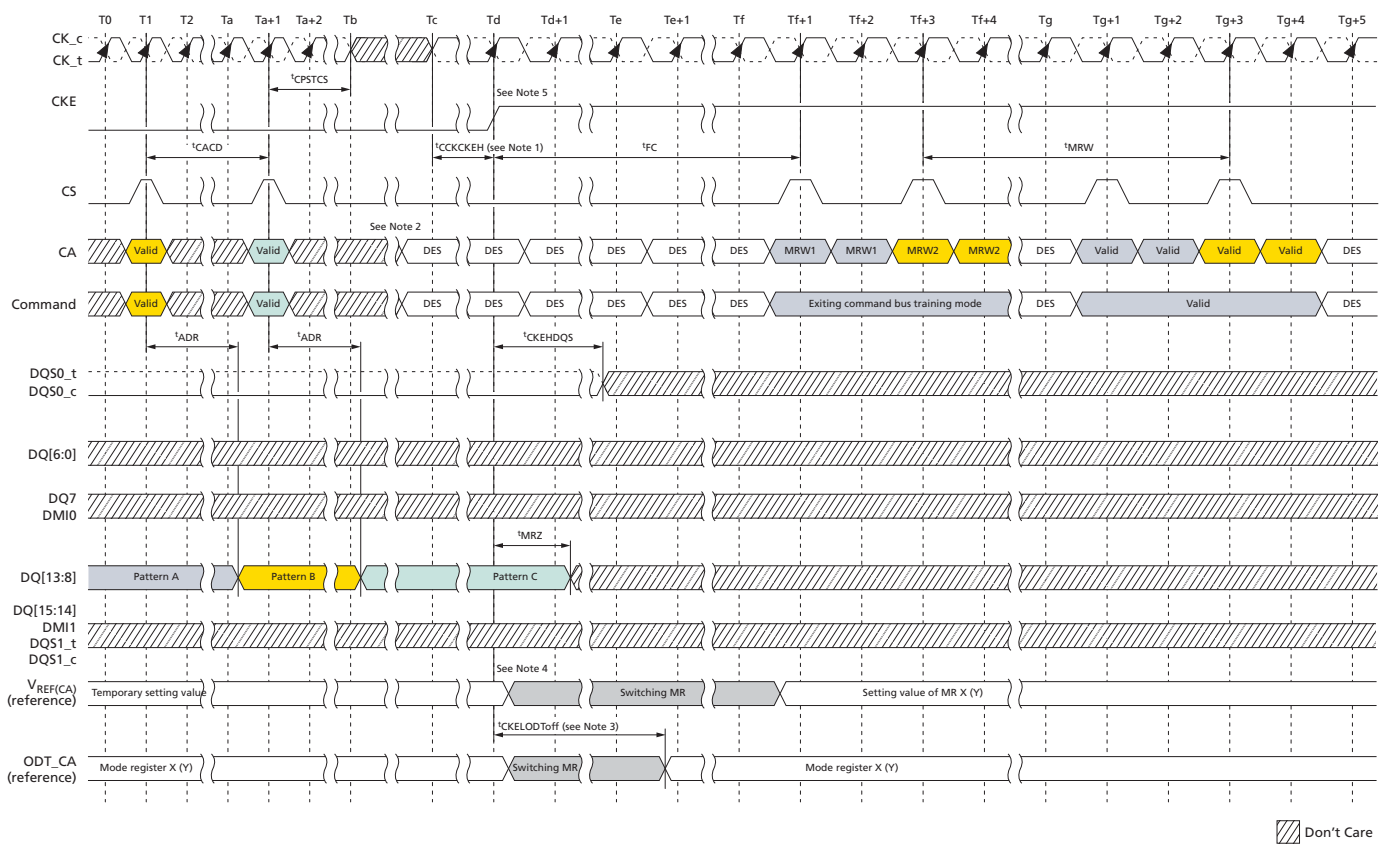 T0 T1 T2 Ta Ta+1 Ta+2 Tb Tc Td Td+1 Te Te+1 Tf Tf+1 Tf+2 Tf+3 Tf+4 Tg Tg+1 Tg+2 Tg+3 Tg+4 Tg+5
CK_c
CK_t
tCPSTCS
CKE
See Note 5
tCACD
tCCKCKEH (see Note 1)
tFC
tMRW
CS
See Note 2
CA
Valid Valid DES DES DES DES DES DES MRW1 MRW1 MRW2 MRW2 DES Valid Valid Valid Valid DES
Command
Valid Valid DES DES DES DES DES DES Exiting command bus training mode DES Valid DES
tADR tADR tCKEHDQS
DQS0_t
DQS0_c
DQ[6:0]
DQ7
DMI0
tMRZ
DQ[13:8]
Pattern A Pattern B Pattern C
DQ[15:14]
DMI1
DQS1_t
DQS1_c
See Note 4
VREF(CA)
(reference)
Temporary setting value Switching MR Setting value of MR X (Y)
tCKELODToff (see Note 3)
ODT_CA
(reference)
Mode register X (Y) Switching MR Mode register X (Y)
Don't Care